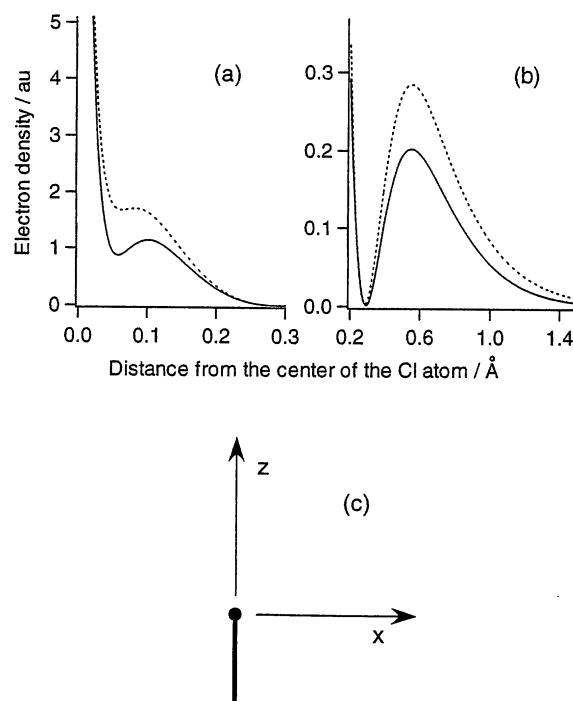 5
4
3
2
1
0
Electron density / au
(a)
0.0 0.1 0.2 0.3
0.3
0.2
0.1
0.0
(b)
0.2 0.6 1.0 1.4
Distance from the center of the Cl atom / Å
(c)
z
x